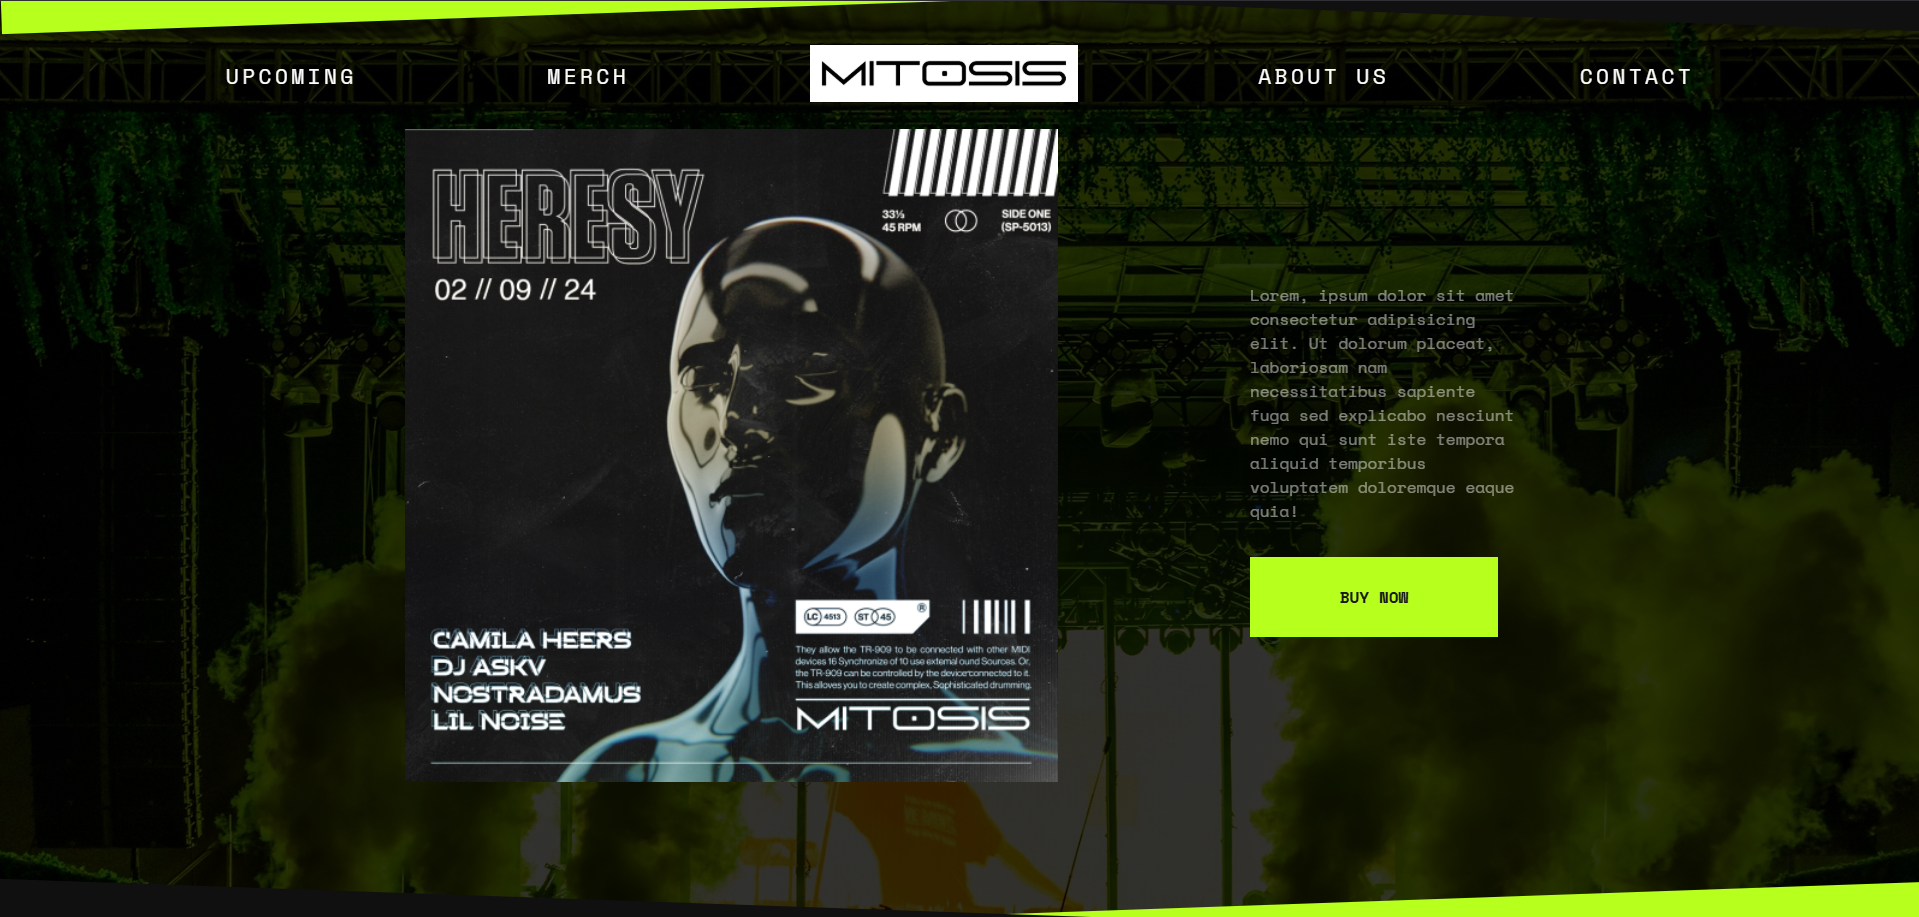 UPCOMING
MERCH
MITOSIS
ABOUT US
CONTACT
HERESY
02 // 09 // 24
33⅓
45 RPM
SIDE ONE
(SP-5013)
CAMILA HEERS
DJ ASKV
NOSTRADAMUS
LIL NOISE
LC 4513 ST 45 ®
They allow the TR-909 to be connected with other MIDI
devices 16 Synchronize of 10 use external ound Sources. Or,
the TR-909 can be controlled by the device connected to it.
This alloves you to create complex, Sophisticated drumming.
MITOSIS
Lorem, ipsum dolor sit amet
consectetur adipisicing
elit. Ut dolorum placeat,
laboriosam nam
necessitatibus sapiente
fuga sed explicabo nesciunt
nemo qui sunt iste tempora
aliquid temporibus
voluptatem doloremque eaque
quia!
BUY NOW